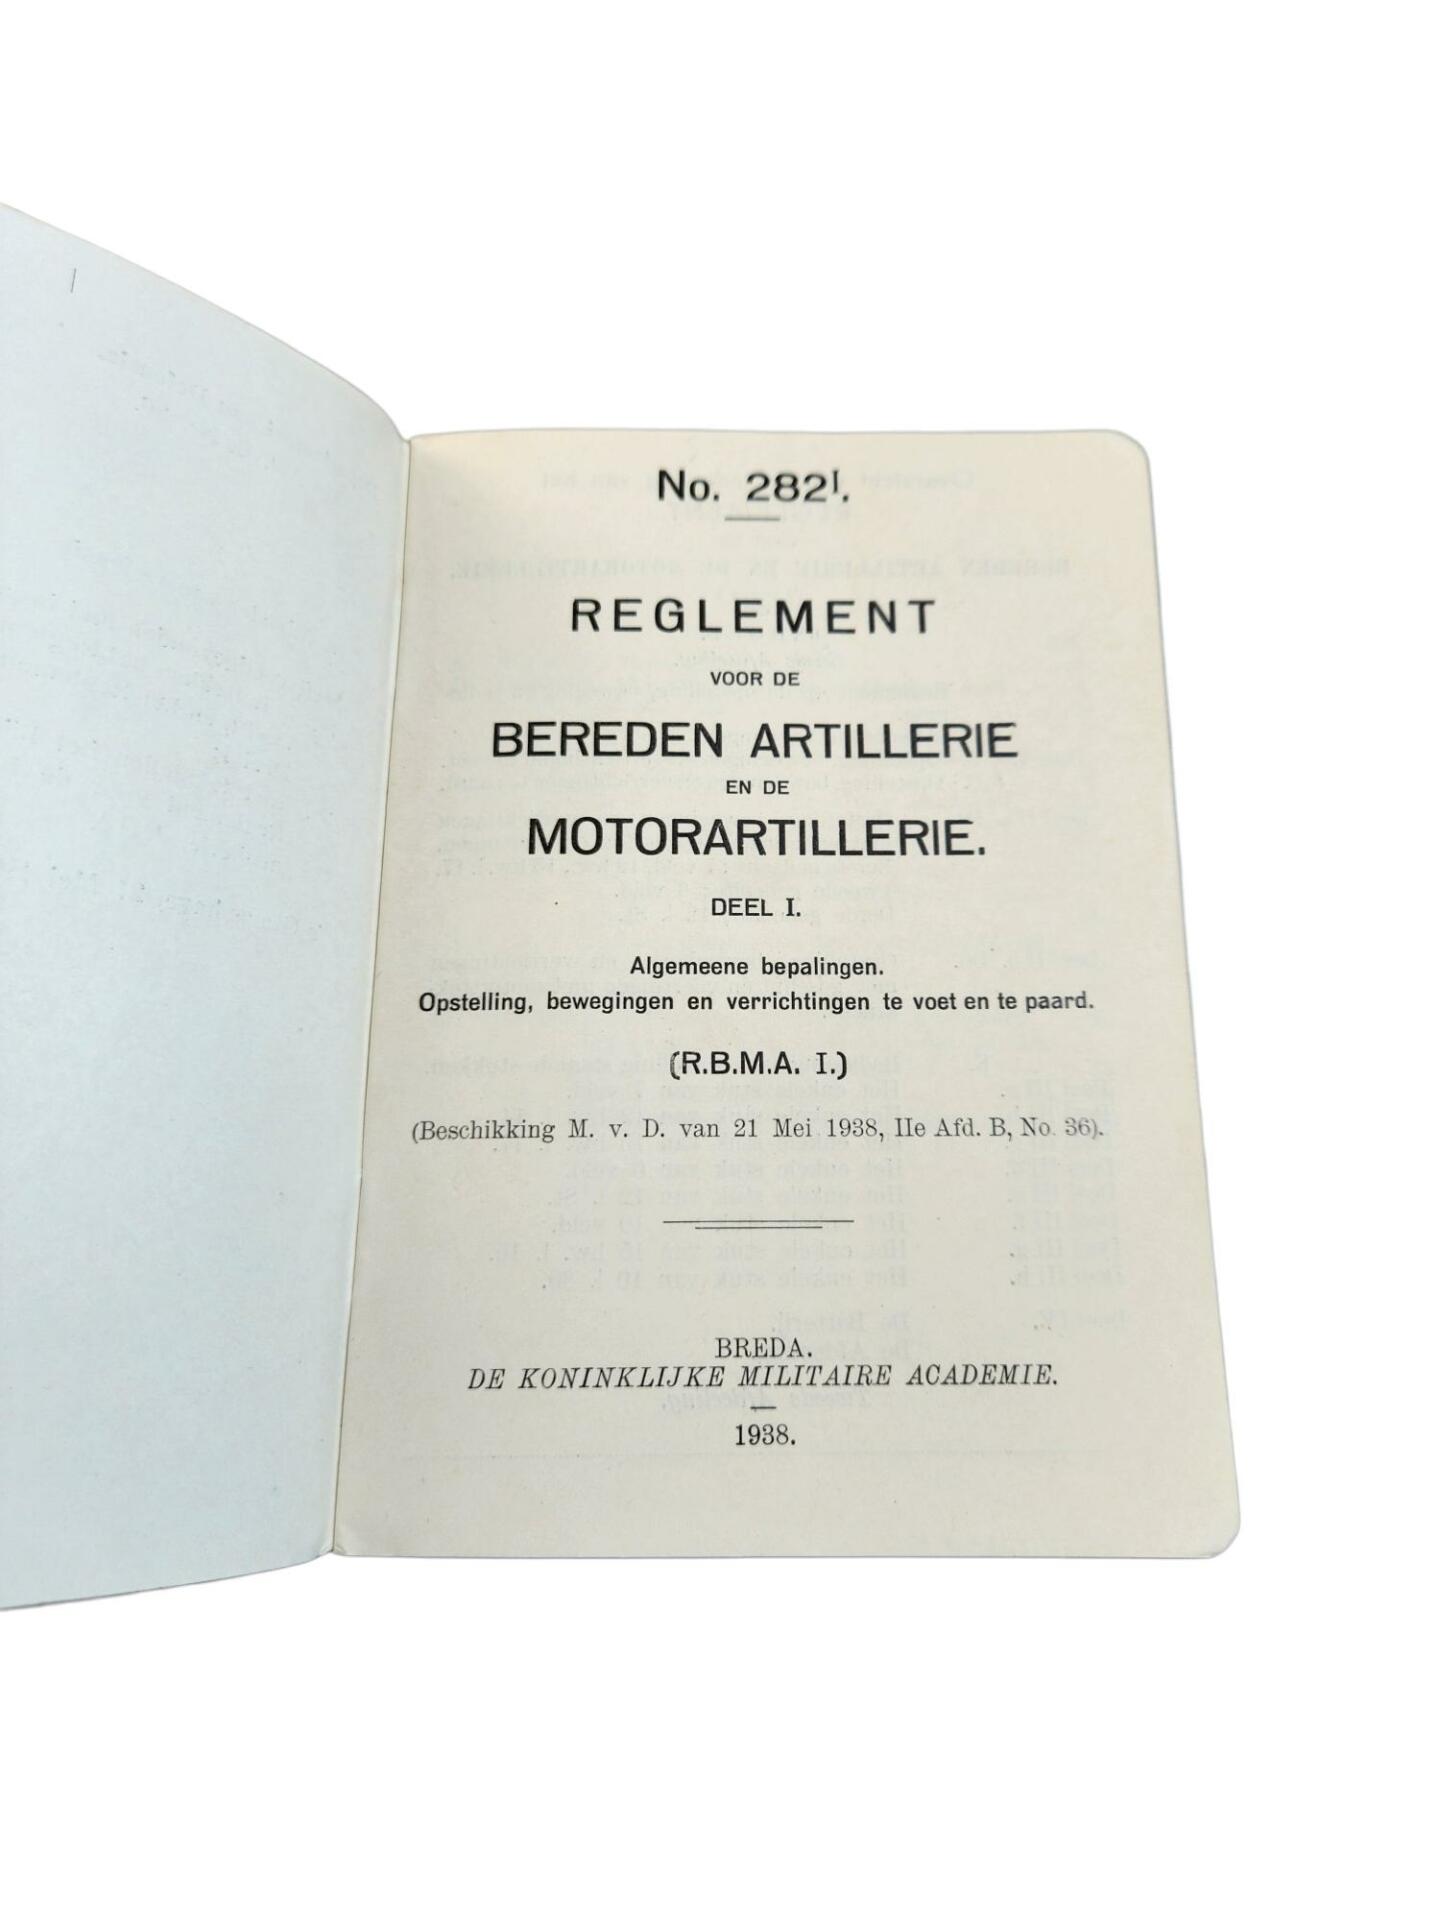 No. 282I.
REGLEMENT
VOOR DE
BEREDEN ARTILLERIE
EN DE
MOTORARTILLERIE.
DEEL I.
Algemeene bepalingen.
Opstelling, bewegingen en verrichtingen te voet en te paard.
(R.B.M.A. I.)
(Beschikking M. v. D. van 21 Mei 1938, IIe Afd. B, No. 36).
BREDA.
DE KONINKLIJKE MILITAIRE ACADEMIE.
1938.